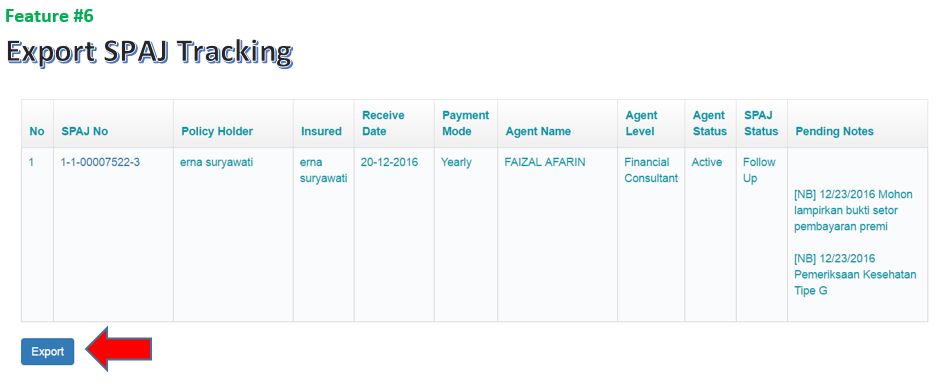 Feature #6
Export SPAJ Tracking
No SPAJ No Policy Holder Insured Receive Date Payment Mode Agent Name Agent Level Agent Status SPAJ Status Pending Notes
1 1-1-00007522-3 erna suryawati erna suryawati 20-12-2016 Yearly FAIZAL AFARIN Financial Consultant Active Follow Up
[NB] 12/23/2016 Mohon
lampirkan bukti setor
pembayaran premi
[NB] 12/23/2016
Pemeriksaan Kesehatan
Tipe G
Export